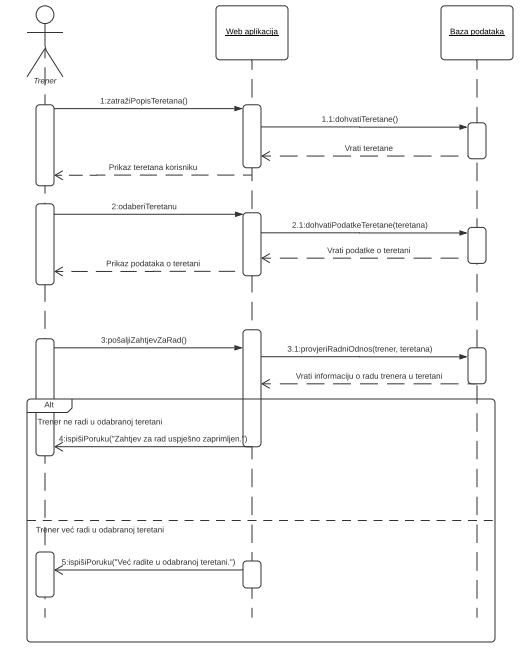 Trener
Web aplikacija
Baza podataka
1:zatražiPopisTeretana()
1.1:dohvatiTeretane()
Vrati teretane
Prikaz teretana korisniku
2:odaberiTeretanu
2.1:dohvatiPodatkeTeretane(teretana)
Vrati podatke o teretani
Prikaz podataka o teretani
3:pošaljiZahtjevZaRad()
3.1:provjeriRadniOdnos(trener, teretana)
Vrati informaciju o radu trenera u teretani
Alt
Trener ne radi u odabranoj teretani
4:ispišiPoruku("Zahtjev za rad uspješno zaprimljen.")
Trener već radi u odabranoj teretani
5:ispišiPoruku("Već radite u odabranoj teretani.")